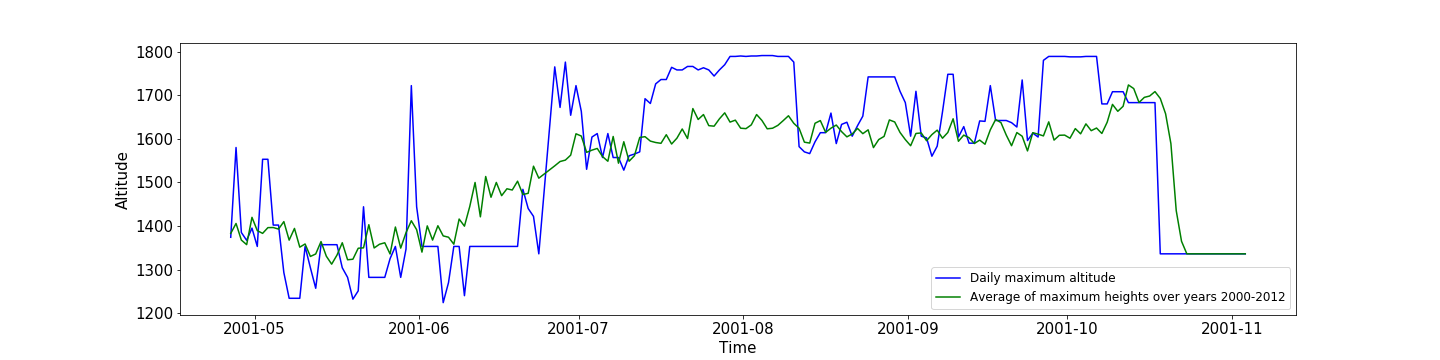 1800
1700
1600
1500
1400
1300
1200
Altitude
Daily maximum altitude
Average of maximum heights over years 2000-2012
2001-05 2001-06 2001-07 2001-08 2001-09 2001-10 2001-11
Time